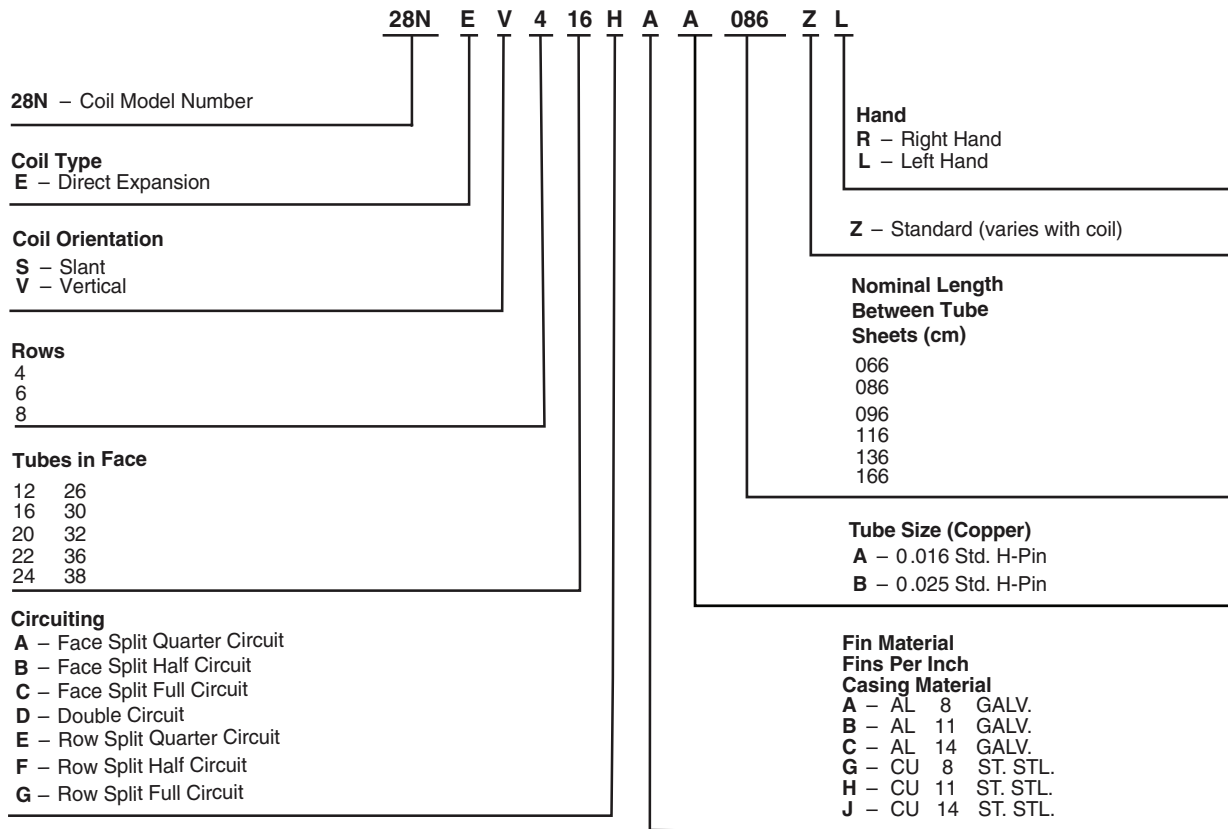 28N E V 4 16 H A A 086 Z L
28N – Coil Model Number
Coil Type
E – Direct Expansion
Coil Orientation
S – Slant
V – Vertical
Rows
4
6
8
Tubes in Face
12 26
16 30
20 32
22 36
24 38
Circuiting
A – Face Split Quarter Circuit
B – Face Split Half Circuit
C – Face Split Full Circuit
D – Double Circuit
E – Row Split Quarter Circuit
F – Row Split Half Circuit
G – Row Split Full Circuit
Hand
R – Right Hand
L – Left Hand
Z – Standard (varies with coil)
Nominal Length
Between Tube
Sheets (cm)
066
086
096
116
136
166
Tube Size (Copper)
A – 0.016 Std. H-Pin
B – 0.025 Std. H-Pin
Fin Material
Fins Per Inch
Casing Material
A – AL 8 GALV.
B – AL 11 GALV.
C – AL 14 GALV.
G – CU 8 ST. STL.
H – CU 11 ST. STL.
J – CU 14 ST. STL.